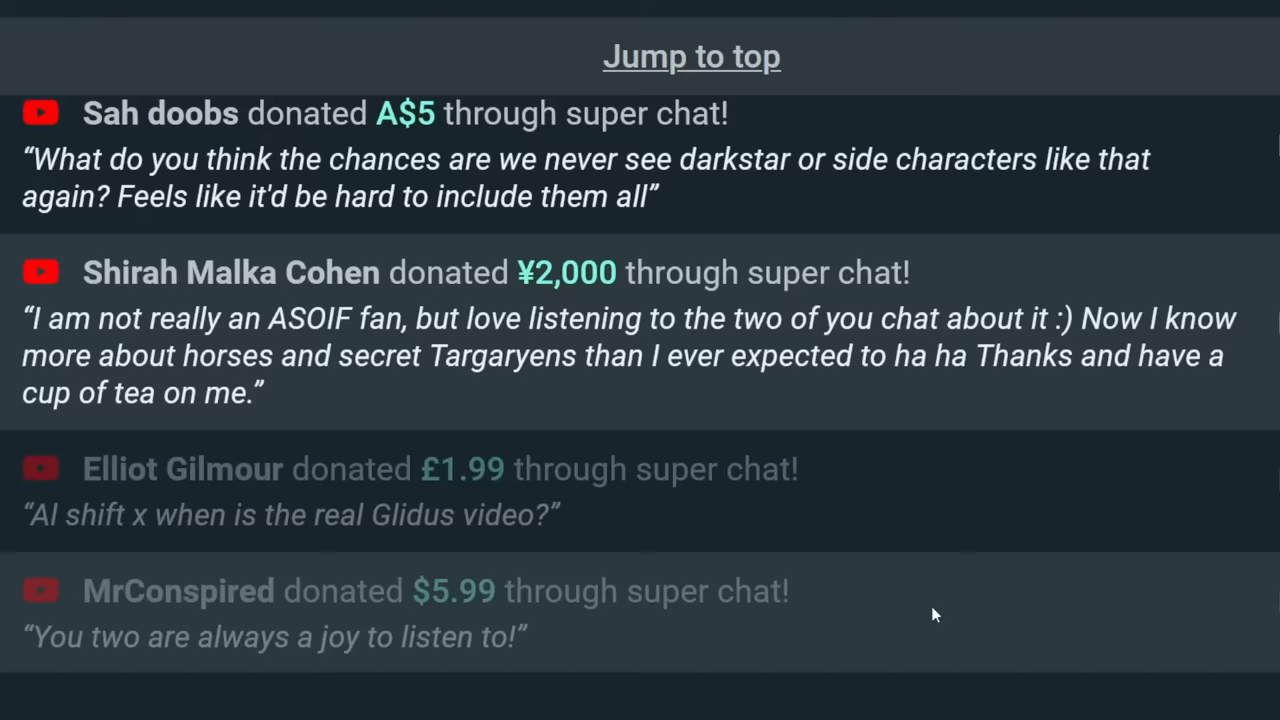 Jump to top
Sah doobs donated A$5 through super chat!
“What do you think the chances are we never see darkstar or side characters like that
again? Feels like it'd be hard to include them all”
Shirah Malka Cohen donated ¥2,000 through super chat!
“I am not really an ASOIF fan, but love listening to the two of you chat about it :) Now I know
more about horses and secret Targaryens than I ever expected to ha ha Thanks and have a
cup of tea on me.”
Elliot Gilmour donated £1.99 through super chat!
“AI shift x when is the real Glidus video?”
MrConspired donated $5.99 through super chat!
“You two are always a joy to listen to!”